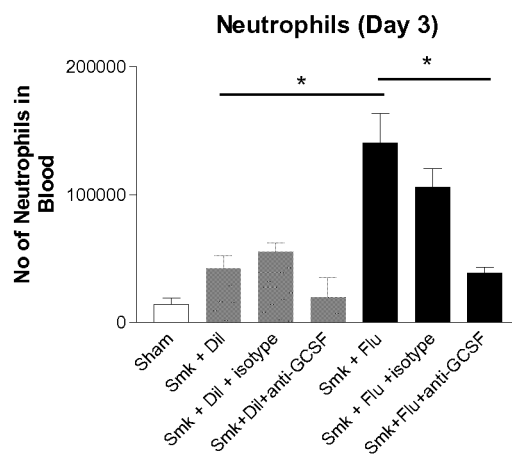 Neutrophils (Day 3)
No of Neutrophils in
Blood
200000
100000
0
*
*
Sham
Smk + Dil
Smk + Dil + isotype
Smk+Dil+anti-GCSF
Smk + Flu
Smk + Flu +isotype
Smk+Flu+anti-GCSF